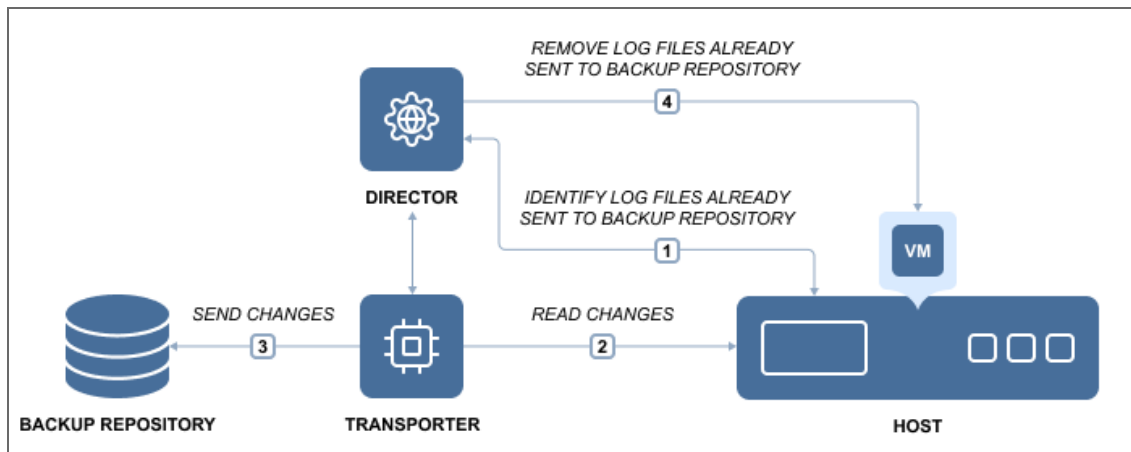 REMOVE LOG FILES ALREADY
SENT TO BACKUP REPOSITORY
4
DIRECTOR
IDENTIFY LOG FILES ALREADY
SENT TO BACKUP REPOSITORY
1
VM
SEND CHANGES
READ CHANGES
3
2
BACKUP REPOSITORY
TRANSPORTER
HOST